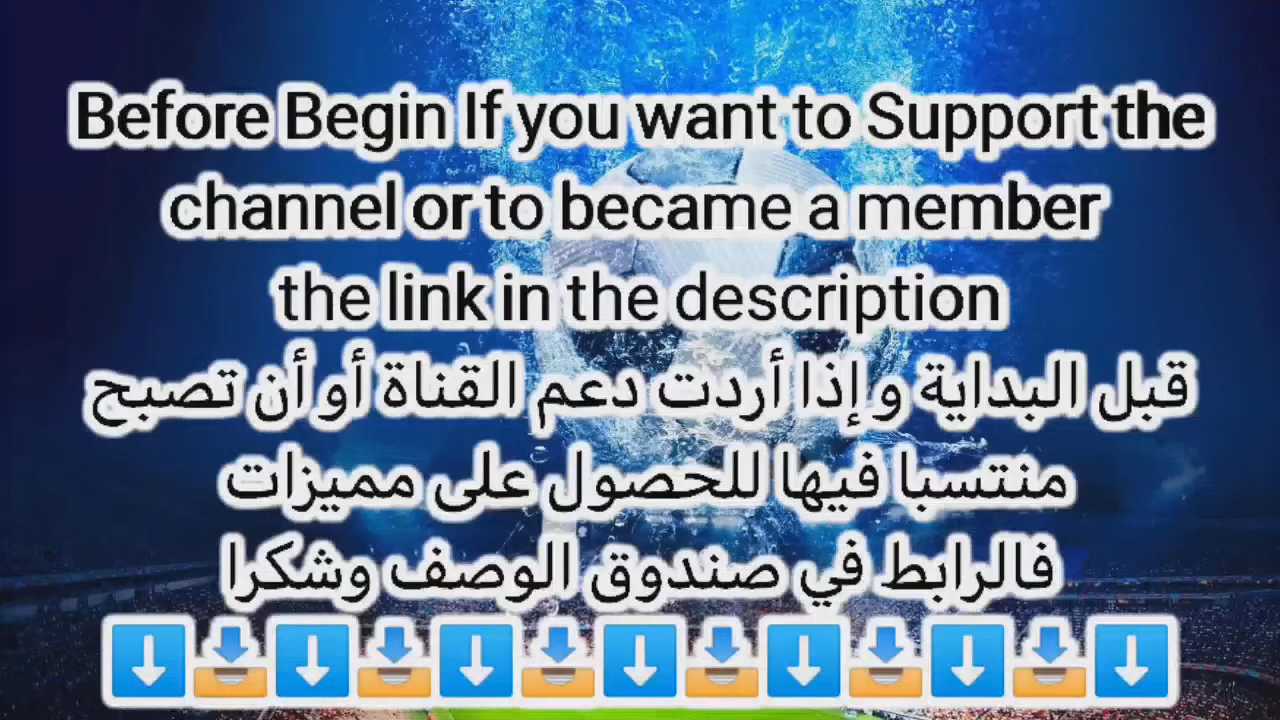 Before Begin If you want to Support the
channel or to became a member
the link in the description
قبل البداية و إذا أردت دعم القناة أو أن تصبح
منتسبا فيها للحصول على مميزات
فالرابط في صندوق الوصف وشكرا
⬇️📥⬇️📥⬇️📥⬇️📥⬇️📥⬇️📥⬇️